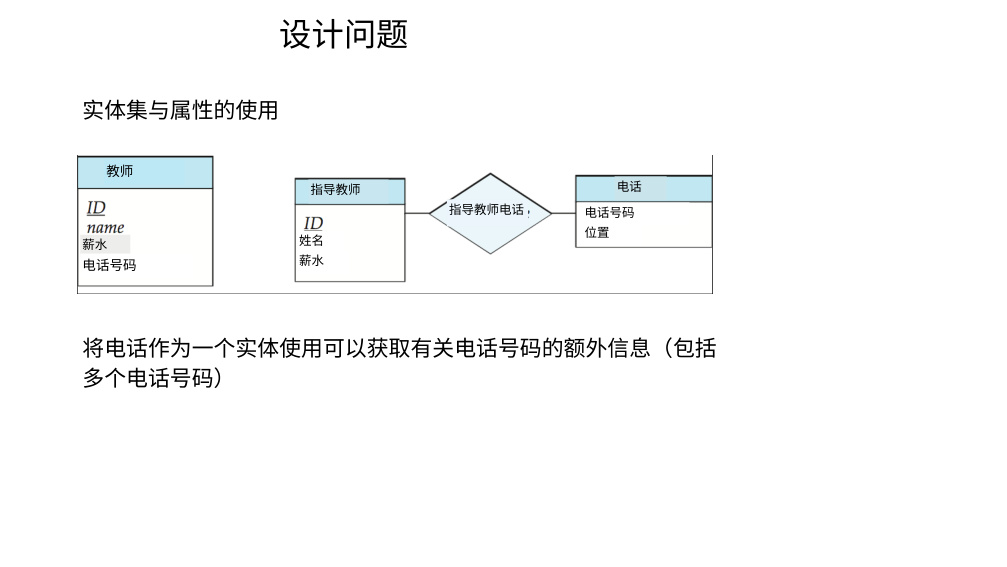 设计问题
实体集与属性的使用
教师
ID
name
薪水
电话号码
指导教师
ID
姓名
薪水
指导教师电话
电话
电话号码
位置
将电话作为一个实体使用可以获取有关电话号码的额外信息（包括
多个电话号码）